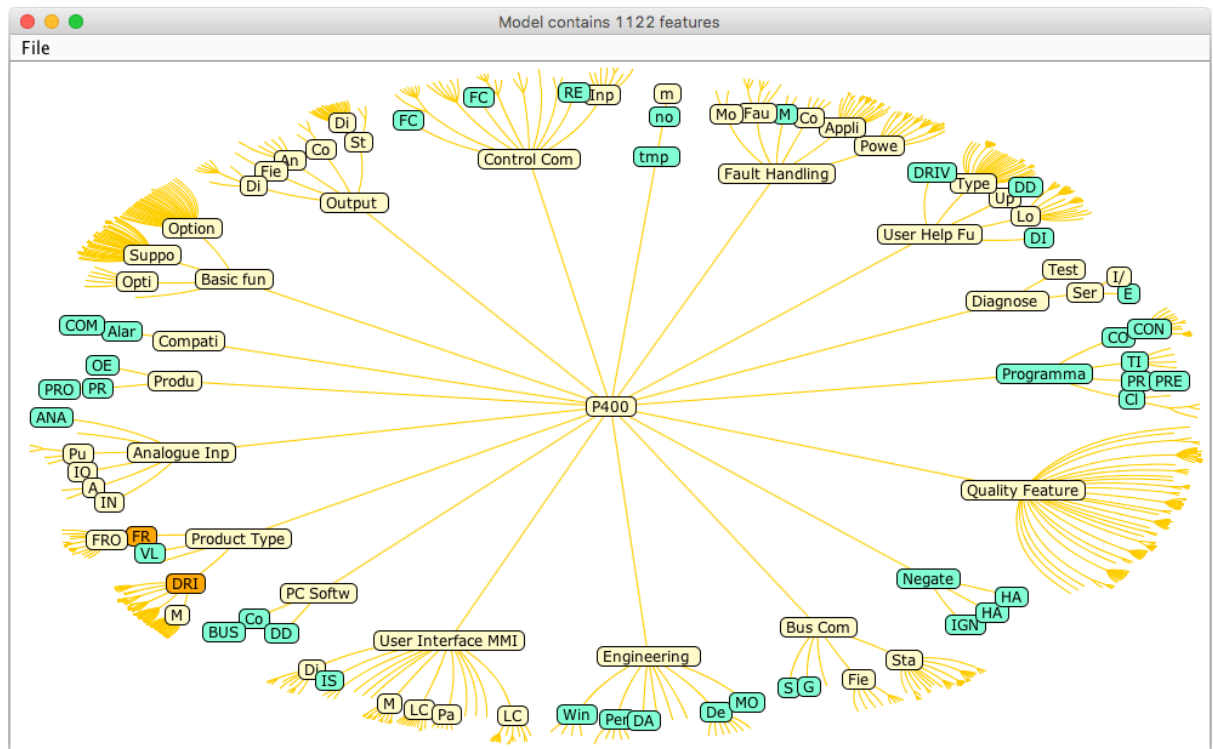 Model contains 1122 features
File
FC
FC
RE
Inp
Control Com
m
no
tmp
Mo
Fau
M
Co
Appli
Powe
Fault Handling
Di
St
Co
An
Fie
Di
Output
DRIV
Type
DD
Up
Lo
DI
User Help Fu
Option
Suppo
Opti
Basic fun
Test
I/
Ser
E
Diagnose
COM
Alar
Compati
CO
CON
TI
PR
PRE
CI
Programma
OE
PRO
PR
Produ
P400
ANA
Analogue Inp
Pu
IQ
A
IN
Quality Feature
FRO
FR
VL
Product Type
DRI
M
PC Softw
Co
BUS
DD
Negate
HA
HA
IGN
User Interface MMI
Di
IS
M
LC
Pa
LC
Engineering
Win
Per
DA
De
MO
Bus Com
S
G
Fie
Sta